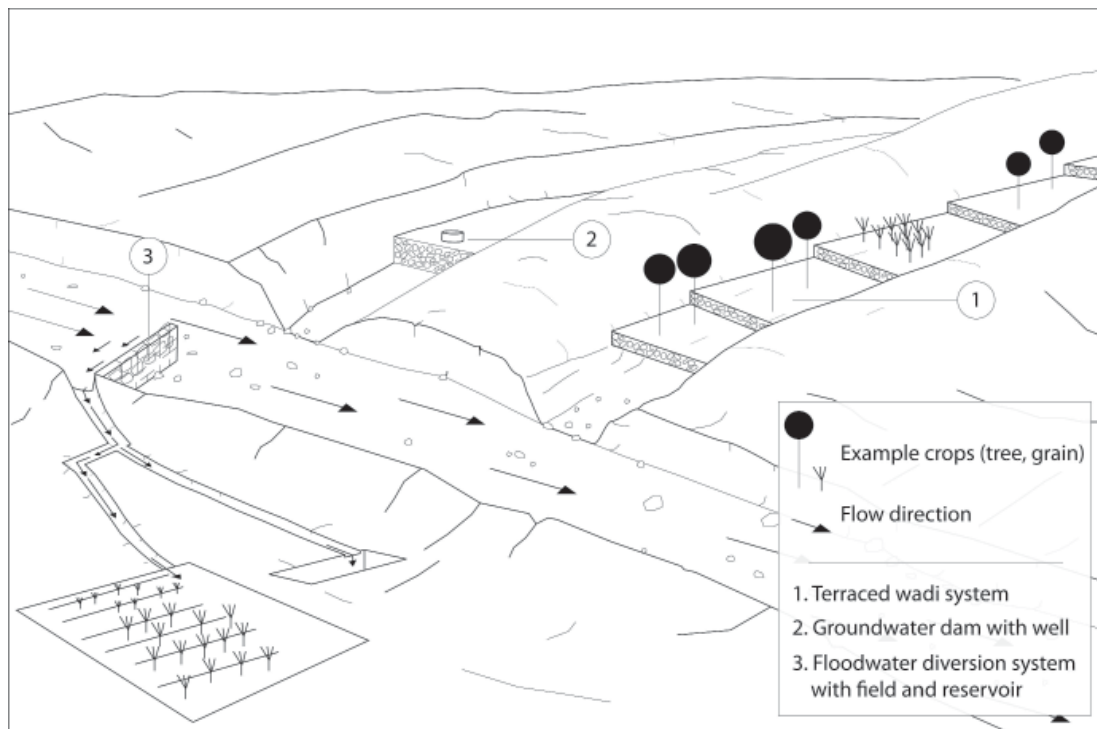 3
2
1
Example crops (tree, grain)
Flow direction
1. Terraced wadi system
2. Groundwater dam with well
3. Floodwater diversion system
with field and reservoir